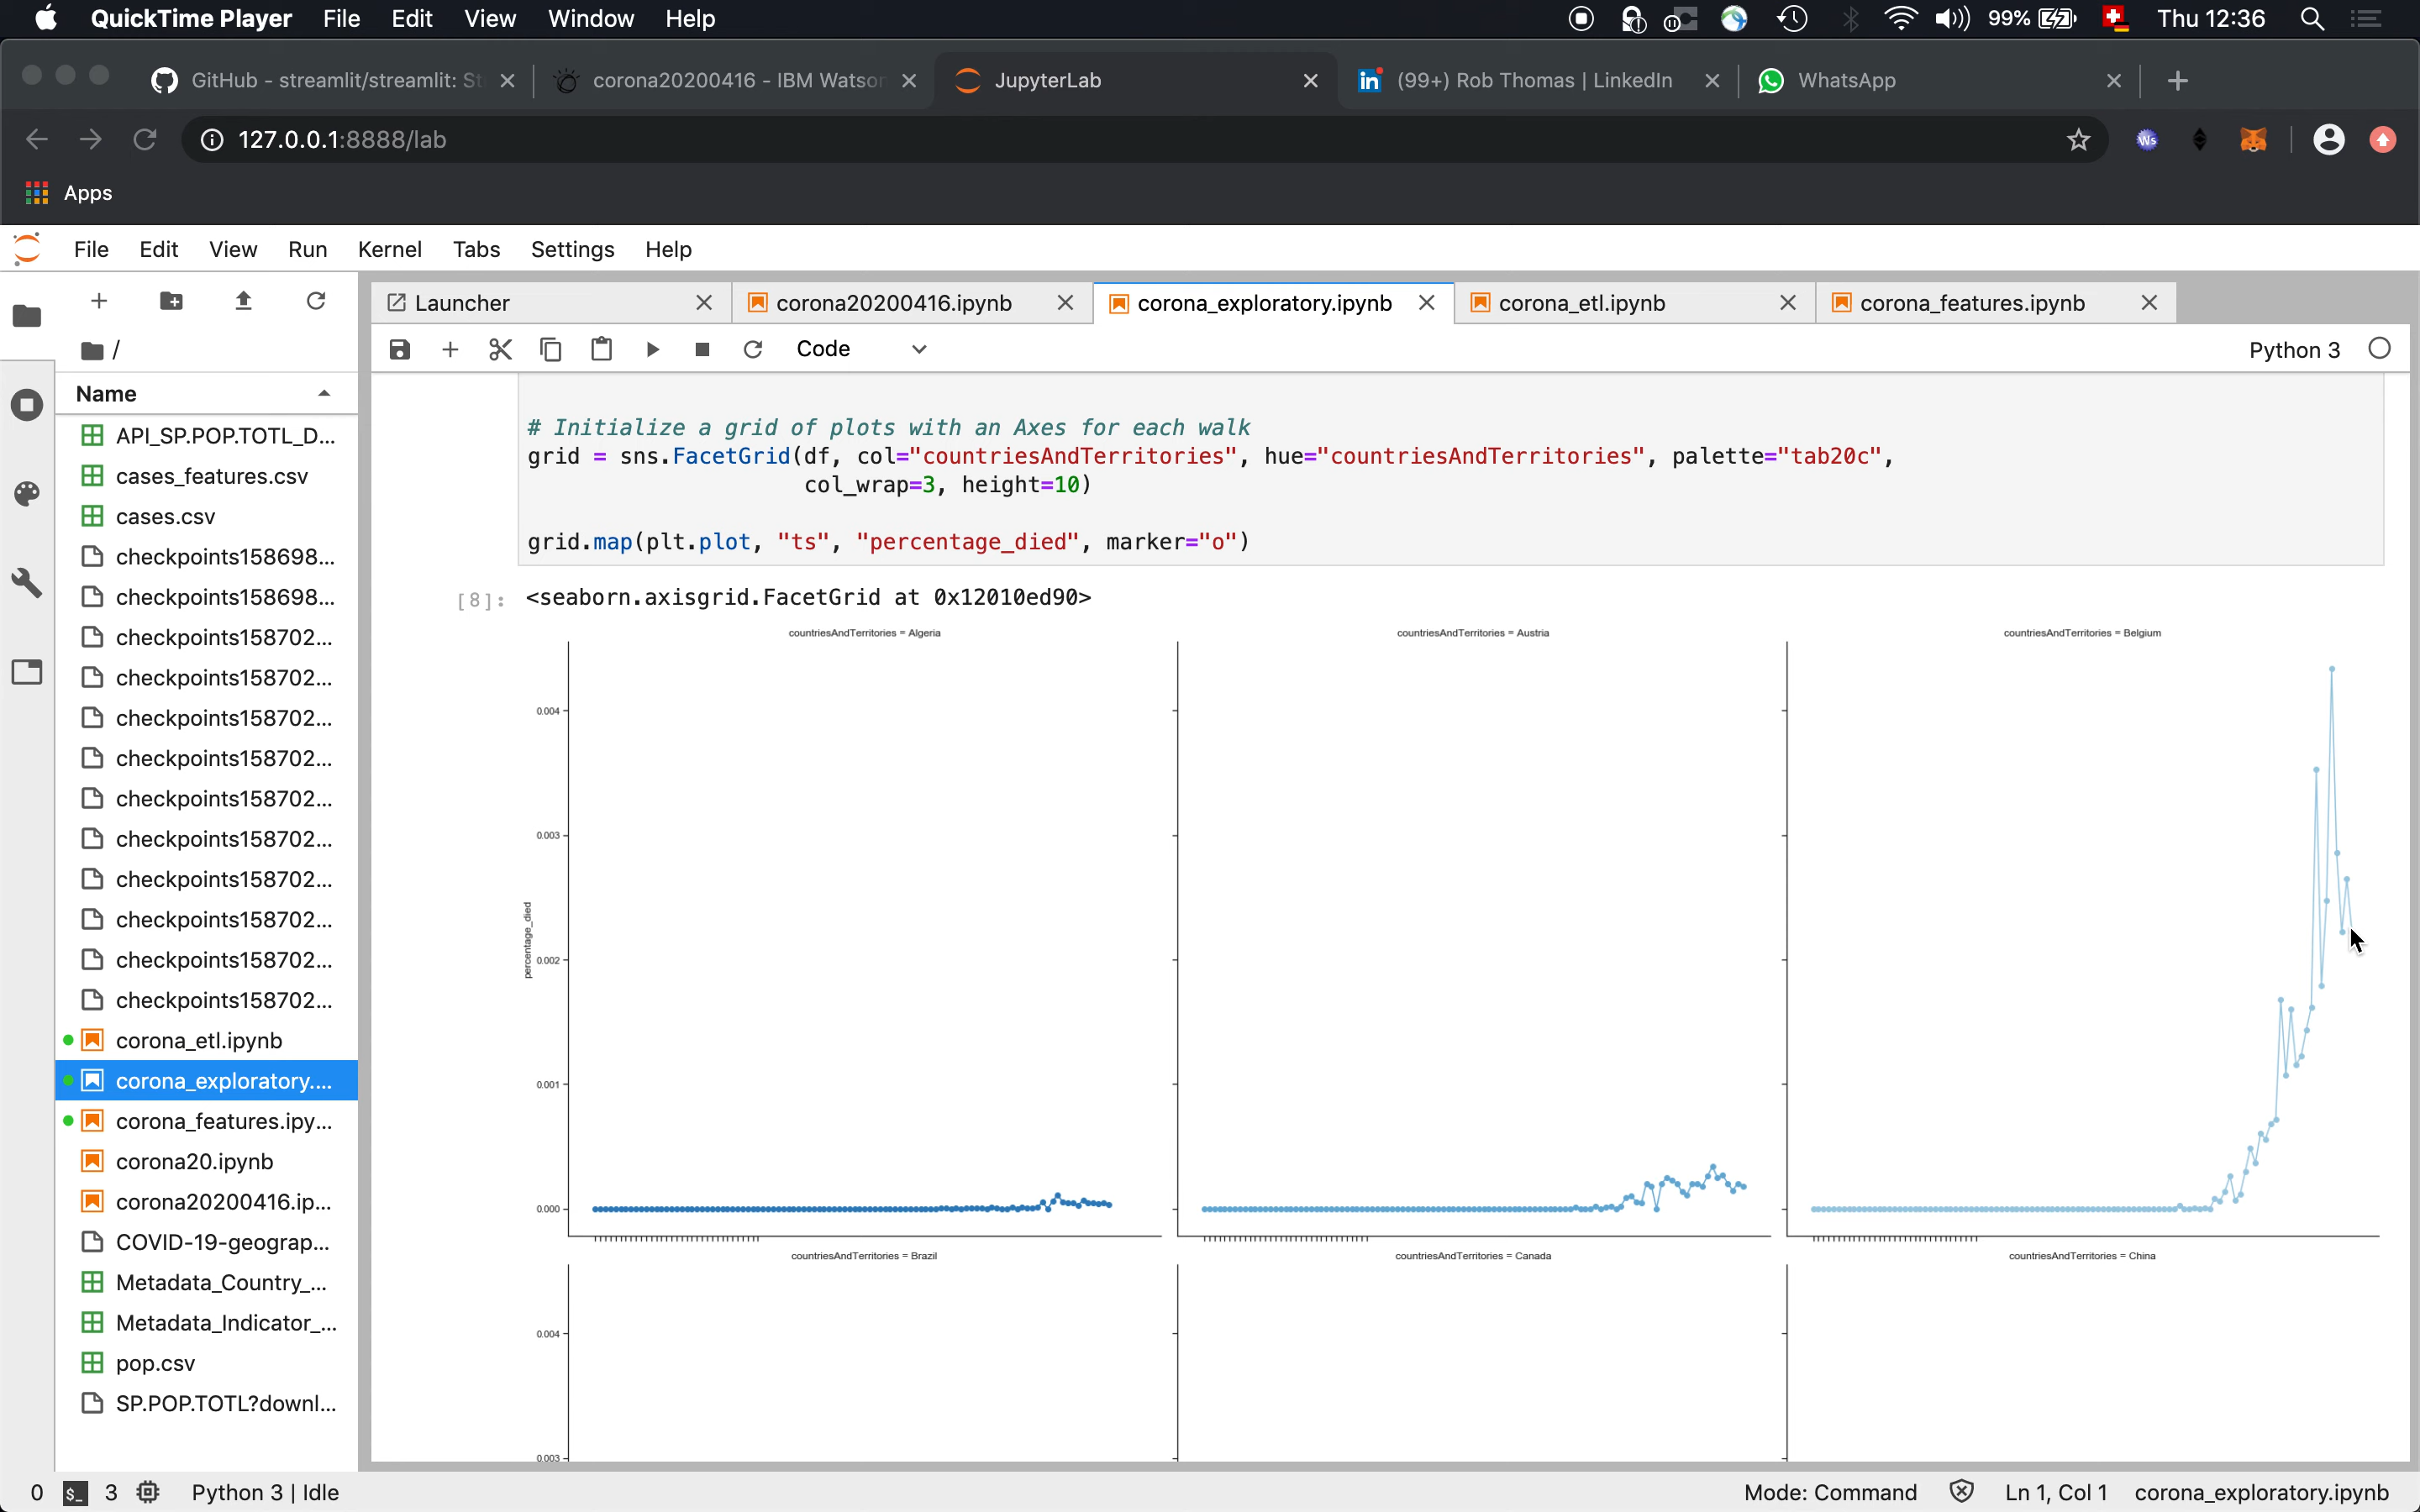 QuickTime Player File Edit View Window Help 99% Thu 12:36
GitHub - streamlit/streamlit: St corona20200416 - IBM Watson JupyterLab (99+) Rob Thomas | LinkedIn WhatsApp
127.0.0.1:8888/lab Ws
Apps
File Edit View Run Kernel Tabs Settings Help
Launcher corona20200416.ipynb corona_exploratory.ipynb corona_etl.ipynb corona_features.ipynb
/
Code Python 3
Name
API_SP.POP.TOTL_D...
cases_features.csv
cases.csv
checkpoints158698...
checkpoints158698...
checkpoints158702...
checkpoints158702...
checkpoints158702...
checkpoints158702...
checkpoints158702...
checkpoints158702...
checkpoints158702...
checkpoints158702...
checkpoints158702...
checkpoints158702...
corona_etl.ipynb
corona_exploratory....
corona_features.ipy...
corona20.ipynb
corona20200416.ip...
COVID-19-geograp...
Metadata_Country_...
Metadata_Indicator_...
pop.csv
SP.POP.TOTL?downl...
# Initialize a grid of plots with an Axes for each walk
grid = sns.FacetGrid(df, col="countriesAndTerritories", hue="countriesAndTerritories", palette="tab20c",
col_wrap=3, height=10)
grid.map(plt.plot, "ts", "percentage_died", marker="o")
[8]: <seaborn.axisgrid.FacetGrid at 0x12010ed90>
countriesAndTerritories = Algeria countriesAndTerritories = Austria countriesAndTerritories = Belgium
0.004
0.003
percentage_died
0.002
0.001
0.000
countriesAndTerritories = Brazil countriesAndTerritories = Canada countriesAndTerritories = China
0.004
0.003
0 $_ 3 Python 3 | Idle Mode: Command Ln 1, Col 1 corona_exploratory.ipynb